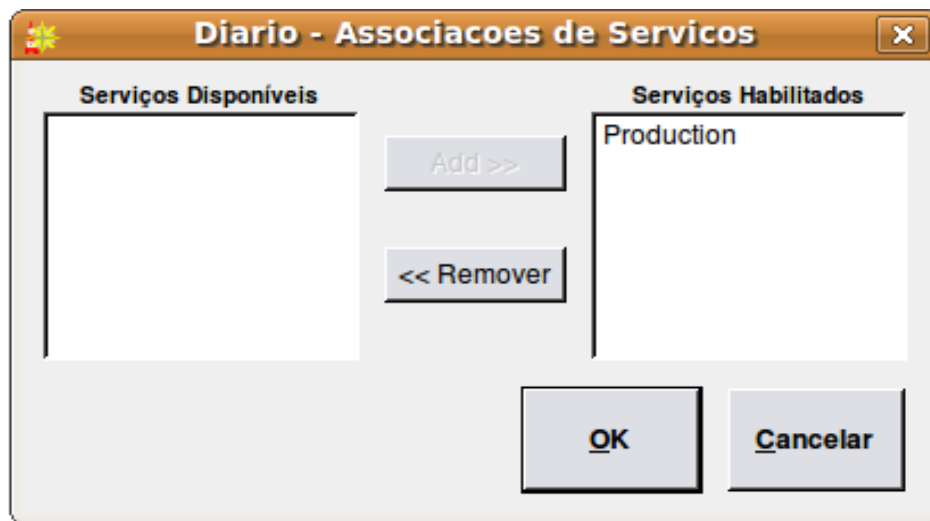 Diario - Associacoes de Servicos
Serviços Disponíveis
Serviços Habilitados
Production
Add >>
<< Remover
OK
Cancelar